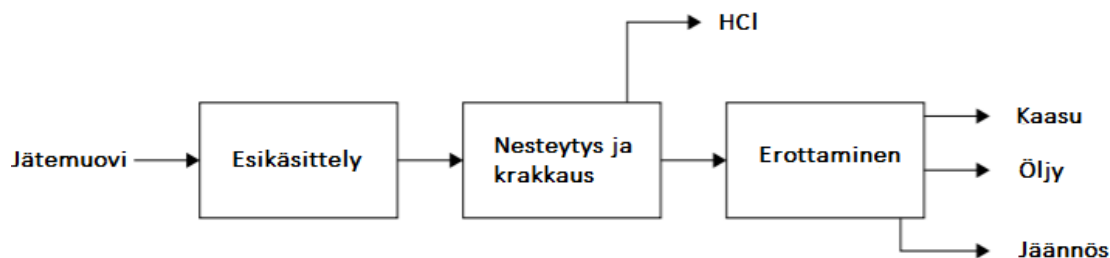 HCl
Jätemuovi
Esikäsittely
Nesteytys ja
krakkaus
Erottaminen
Kaasu
Öljy
Jäännös